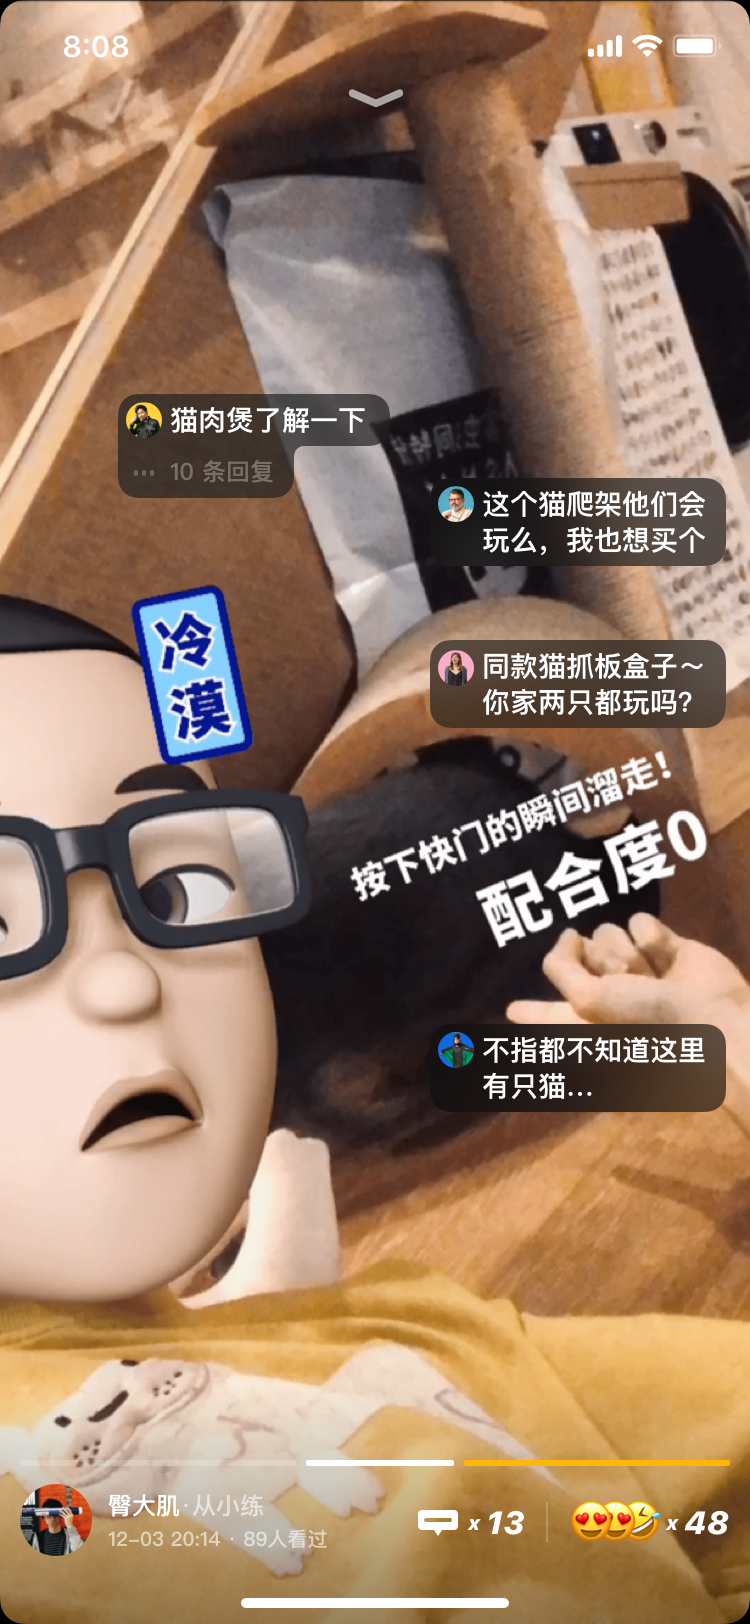 8:08
猫肉煲了解一下
··· 10 条回复
这个猫爬架他们会
玩么，我也想买个
冷漠
同款猫抓板盒子～
你家两只都玩吗?
按下快门的瞬间溜走!
配合度0
不指都不知道这里
有只猫...
臀大肌·从小练
12-03 20:14 · 89人看过
x 13
x 48